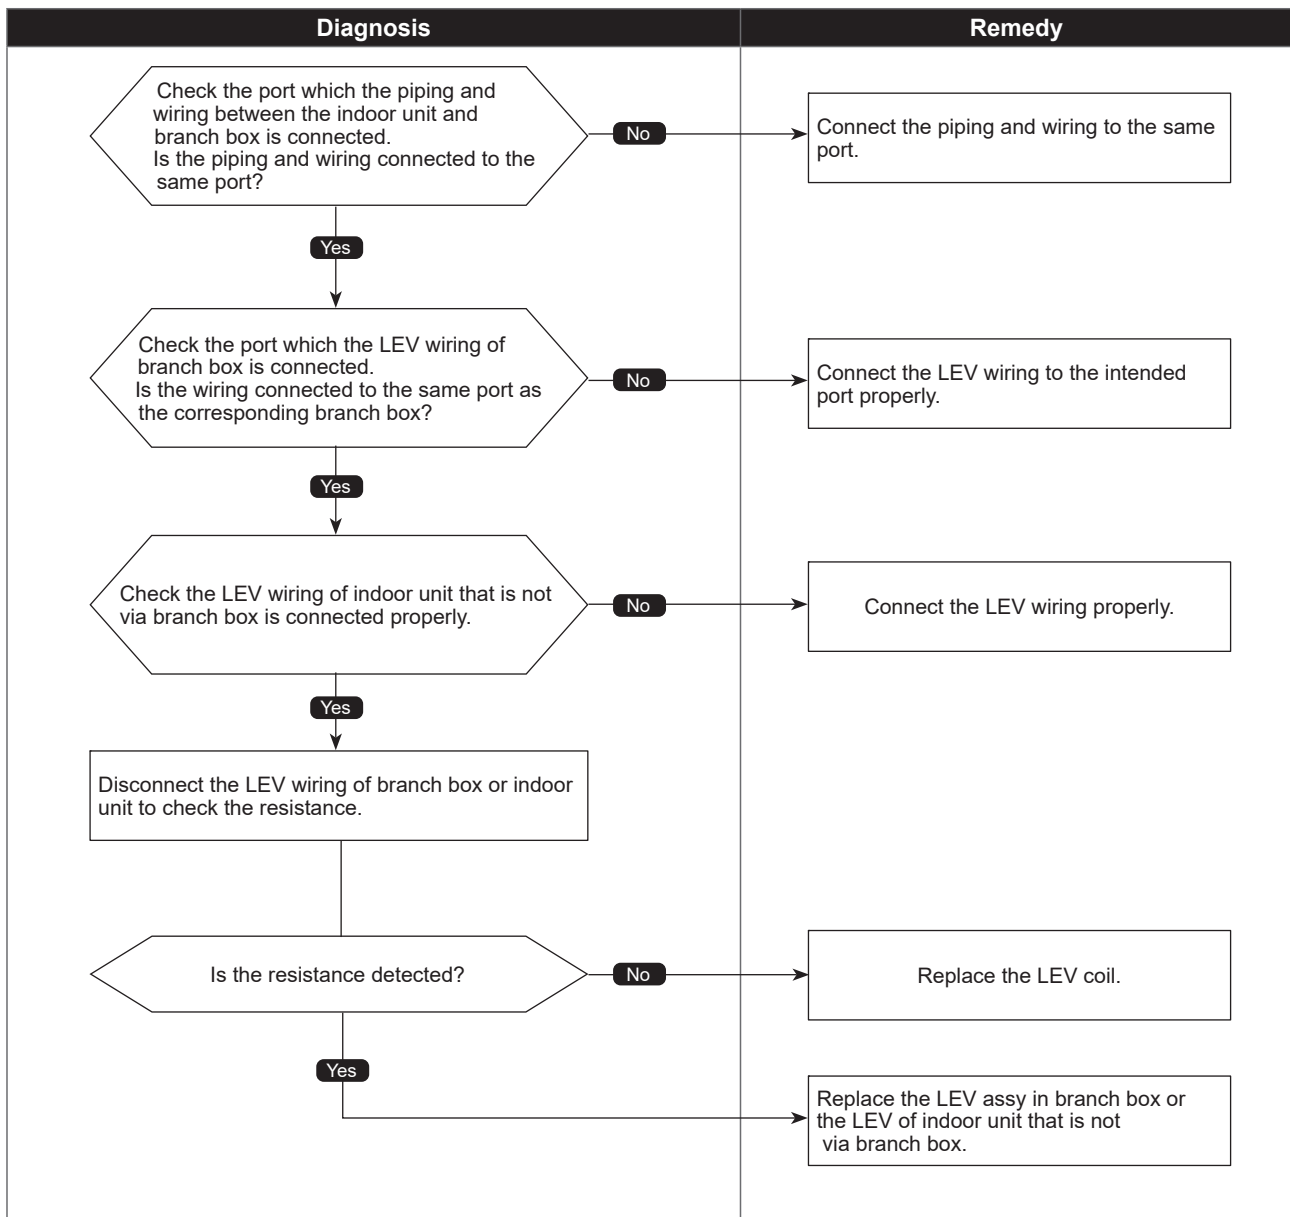 Diagnosis
Remedy
Check the port which the piping and
wiring between the indoor unit and
branch box is connected.
Is the piping and wiring connected to the
same port?
No
Connect the piping and wiring to the same
port.
Yes
Check the port which the LEV wiring of
branch box is connected.
Is the wiring connected to the same port as
the corresponding branch box?
No
Connect the LEV wiring to the intended
port properly.
Yes
Check the LEV wiring of indoor unit that is not
via branch box is connected properly.
No
Connect the LEV wiring properly.
Yes
Disconnect the LEV wiring of branch box or indoor
unit to check the resistance.
Is the resistance detected?
No
Replace the LEV coil.
Yes
Replace the LEV assy in branch box or
the LEV of indoor unit that is not
via branch box.